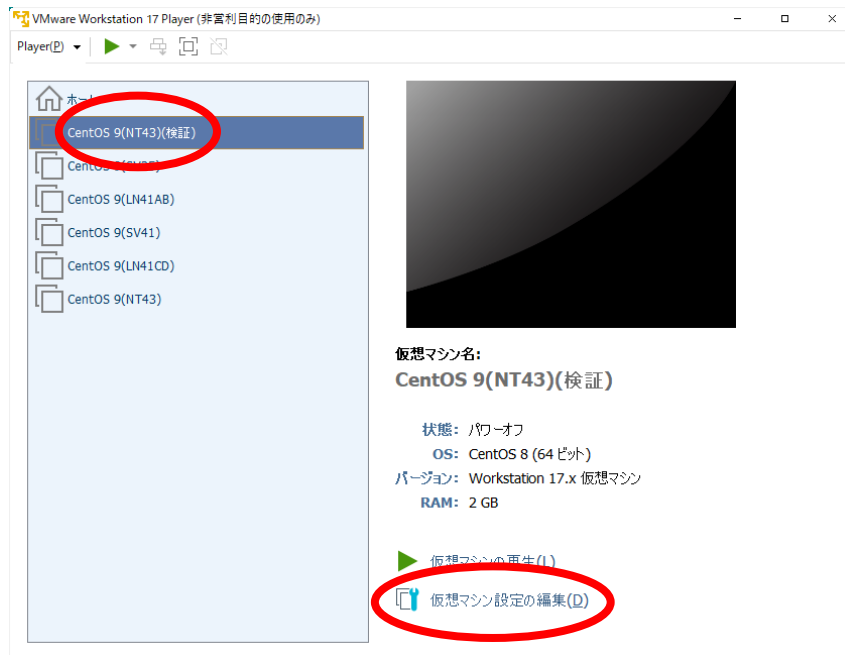 VMware Workstation 17 Player (非営利目的の使用のみ)
Player(P)
CentOS 9(NT43)(検証)
CentOS
CentOS 9(LN41AB)
CentOS 9(SV41)
CentOS 9(LN41CD)
CentOS 9(NT43)
仮想マシン名:
CentOS 9(NT43)(検証)
状態: パワーオフ
OS: CentOS 8 (64 ビット)
バージョン: Workstation 17.x 仮想マシン
RAM: 2 GB
仮想マシンの再生(L)
仮想マシン設定の編集(D)